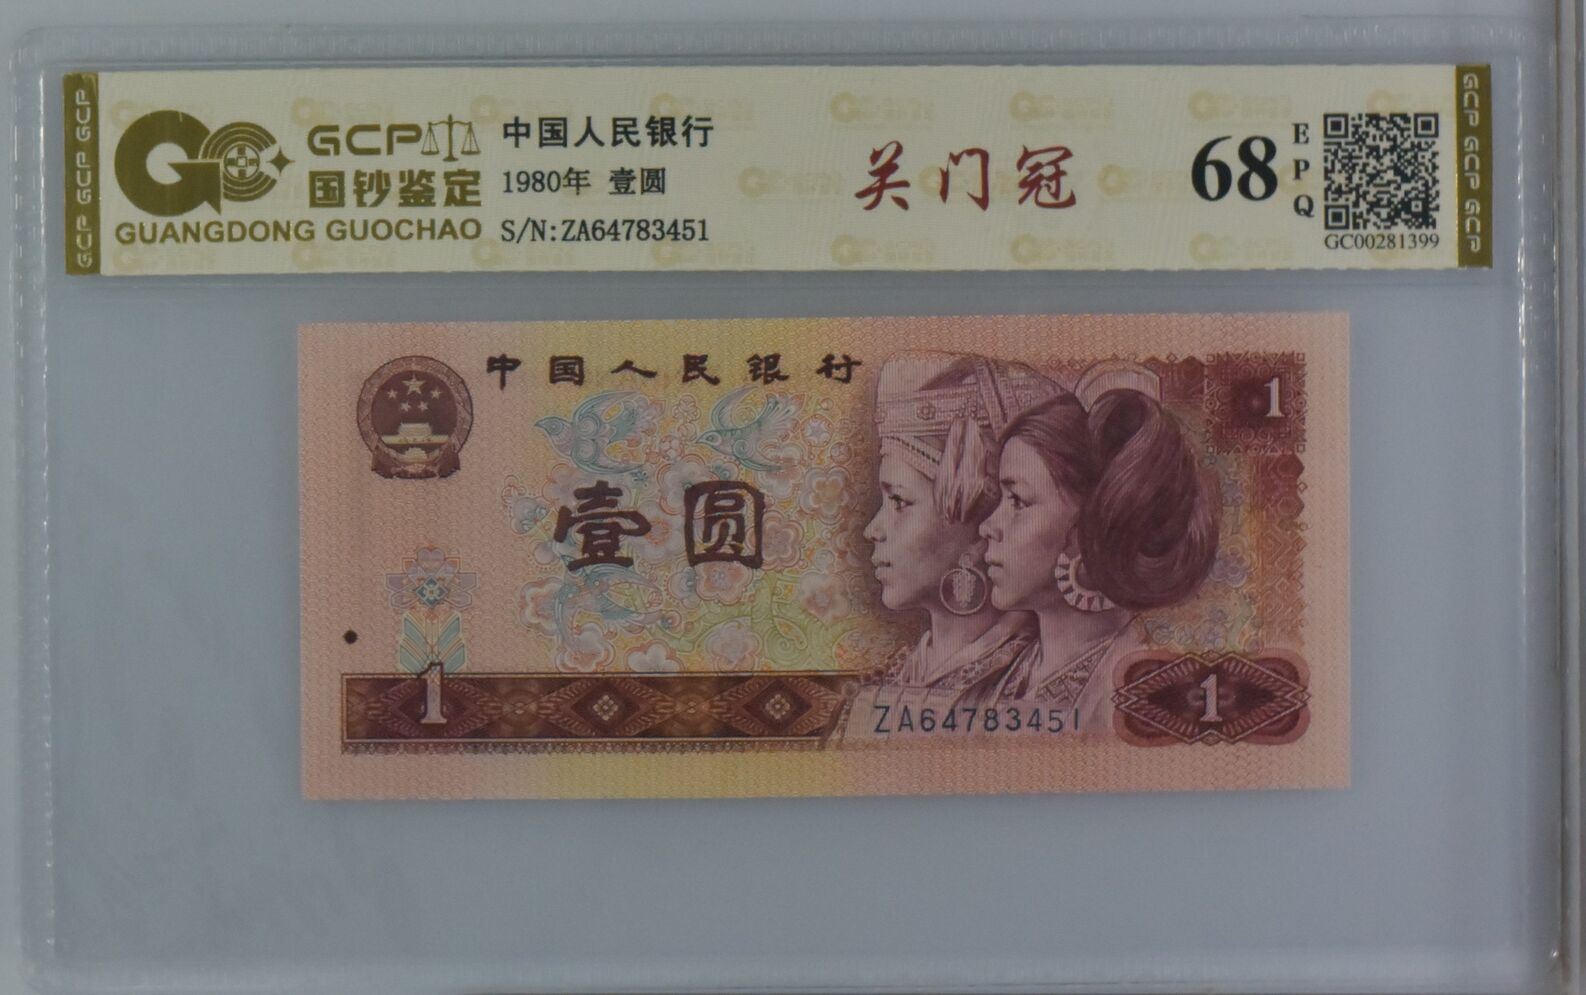 GCP
国钞鉴定
GUANGDONG GUOCHAO
中国人民银行
1980年 壹圆
S/N:ZA64783451
关门冠
68
EPQ
GC00281399
GCP GCP GCP
GCP GCP GCP
中国人民银行
1
壹圆
1
1
ZA64783451